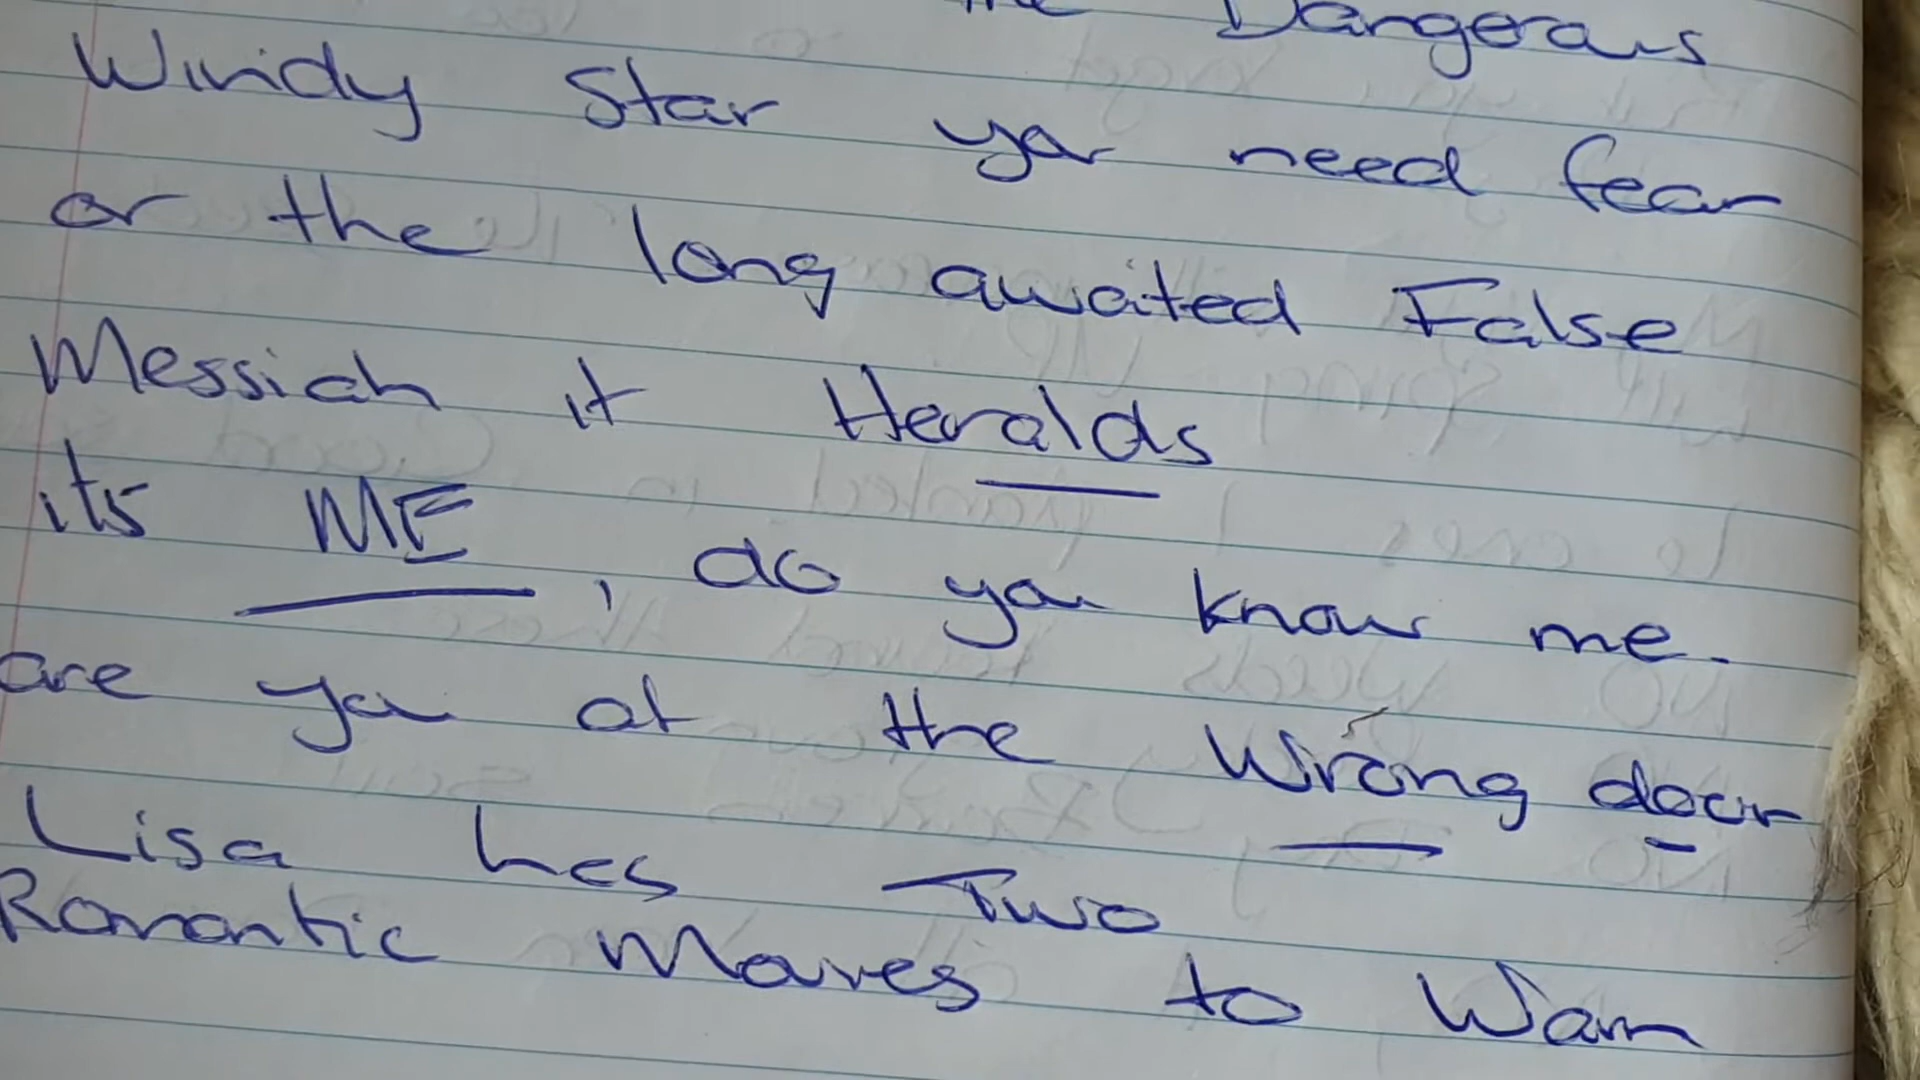 the Dangerous
Windy Star you need fear
or the long awaited False
Messiah it Heralds
its ME, do you know me.
are you at the Wrong door
Lisa has Two
Romantic Moves to Warn